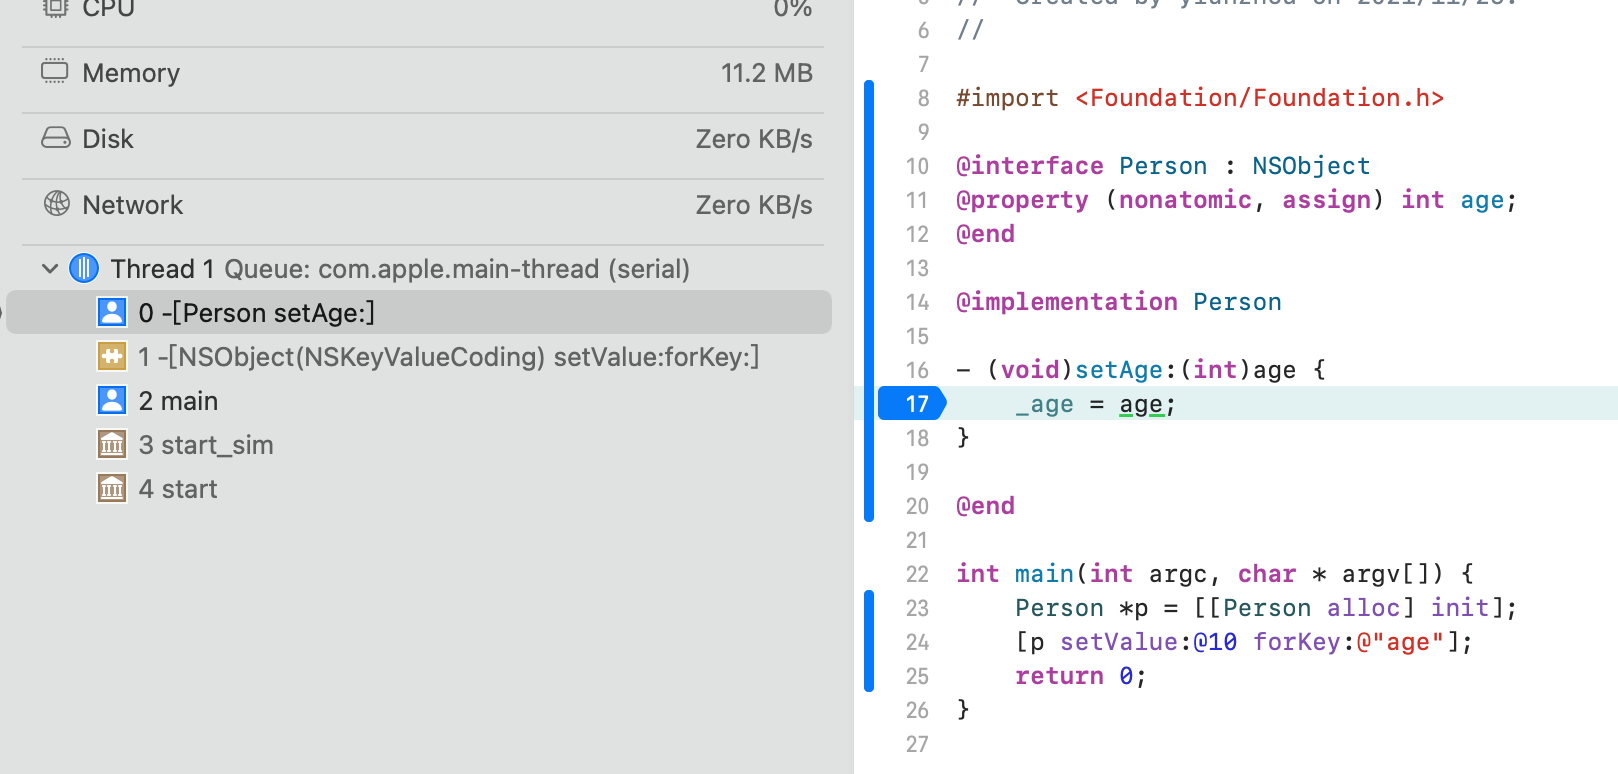 CPU 0%
Memory 11.2 MB
Disk Zero KB/s
Network Zero KB/s
Thread 1 Queue: com.apple.main-thread (serial)
0 -[Person setAge:]
1 -[NSObject(NSKeyValueCoding) setValue:forKey:]
2 main
3 start_sim
4 start
6 //
7
8 #import <Foundation/Foundation.h>
9
10 @interface Person : NSObject
11 @property (nonatomic, assign) int age;
12 @end
13
14 @implementation Person
15
16 - (void)setAge:(int)age {
17 _age = age;
18 }
19
20 @end
21
22 int main(int argc, char * argv[]) {
23 Person *p = [[Person alloc] init];
24 [p setValue:@10 forKey:@"age"];
25 return 0;
26 }
27